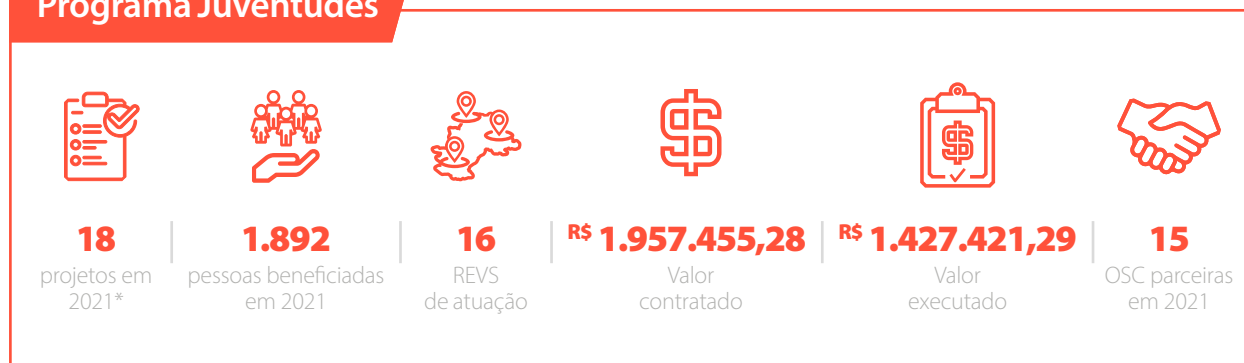 Programa Juventudes
18
projetos em
2021*
1.892
pessoas beneficiadas
em 2021
16
REVS
de atuação
R$ 1.957.455,28
Valor
contratado
R$ 1.427.421,29
Valor
executado
15
OSC parceiras
em 2021